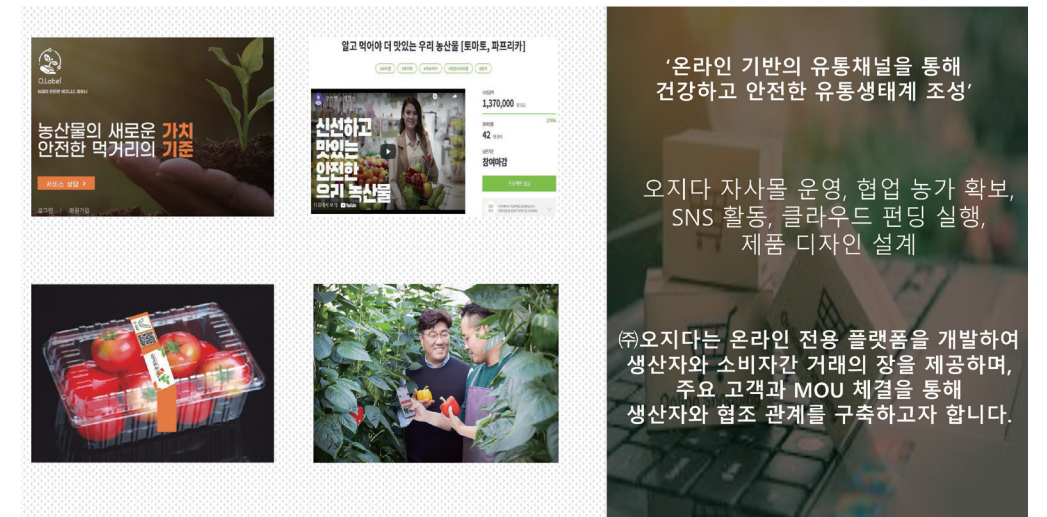 O.Label
농산물의 새로운 가치
안전한 먹거리의 기준
서비스 상담
로그인 | 회원가입
알고 먹어야 더 맛있는 우리 농산물 [토마토, 파프리카]
신선하고
맛있는
안전한
우리 농산물
YouTube
1,370,000
42
참여마감
'온라인 기반의 유통채널을 통해
건강하고 안전한 유통생태계 조성'
오지다 자사몰 운영, 협업 농가 확보,
SNS 활동, 클라우드 펀딩 실행,
제품 디자인 설계
㈜오지다는 온라인 전용 플랫폼을 개발하여
생산자와 소비자간 거래의 장을 제공하며,
주요 고객과 MOU 체결을 통해
생산자와 협조 관계를 구축하고자 합니다.